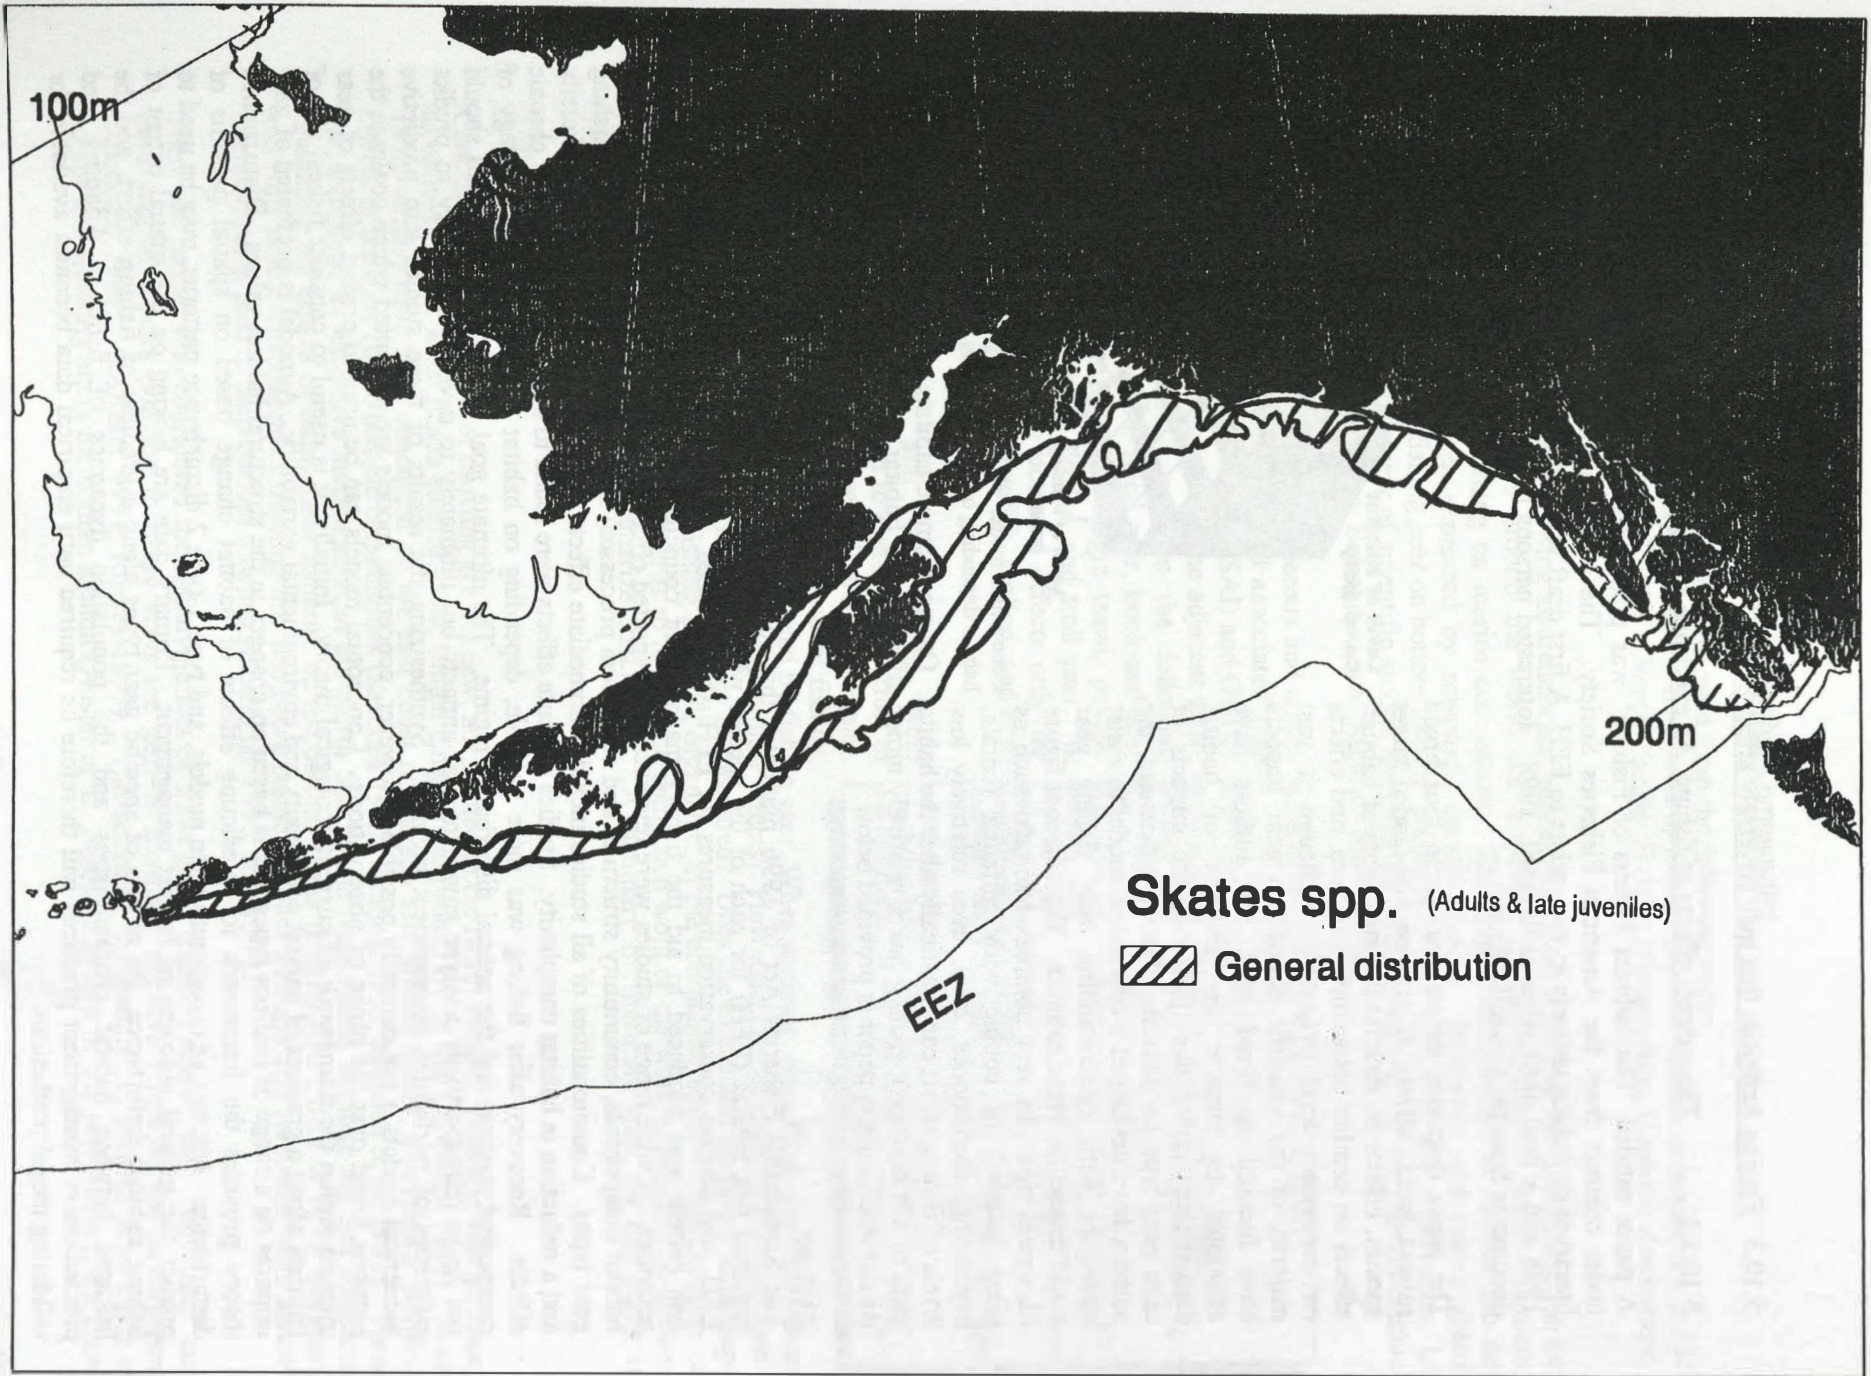 100m
200m
Skates spp. (Adults & late juveniles)
General distribution
EEZ